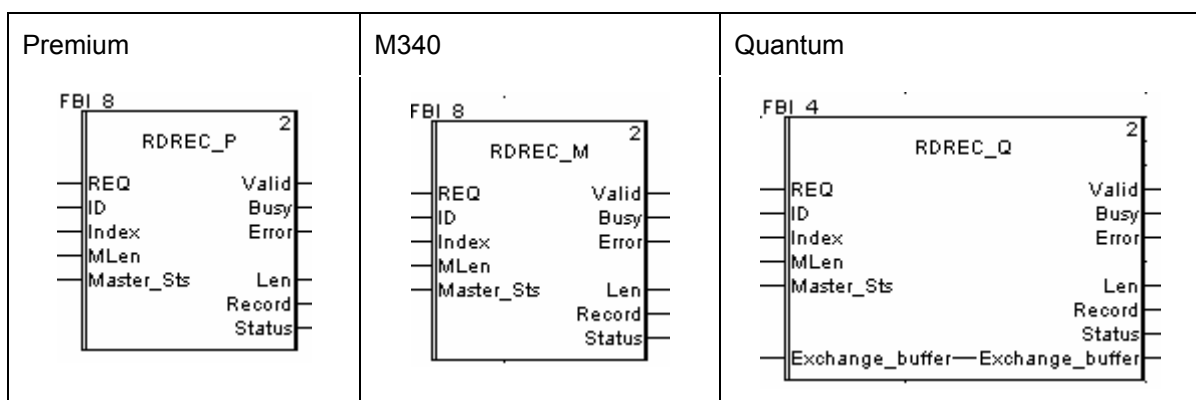 Premium
M340
Quantum
FBI_8
2
RDREC_P
REQ Valid
ID Busy
Index Error
MLen
Master_Sts Len
Record
Status
FBI_8
2
RDREC_M
REQ Valid
ID Busy
Index Error
MLen
Master_Sts Len
Record
Status
FBI_4
2
RDREC_Q
REQ Valid
ID Busy
Index Error
MLen
Master_Sts Len
Record
Status
Exchange_buffer Exchange_buffer